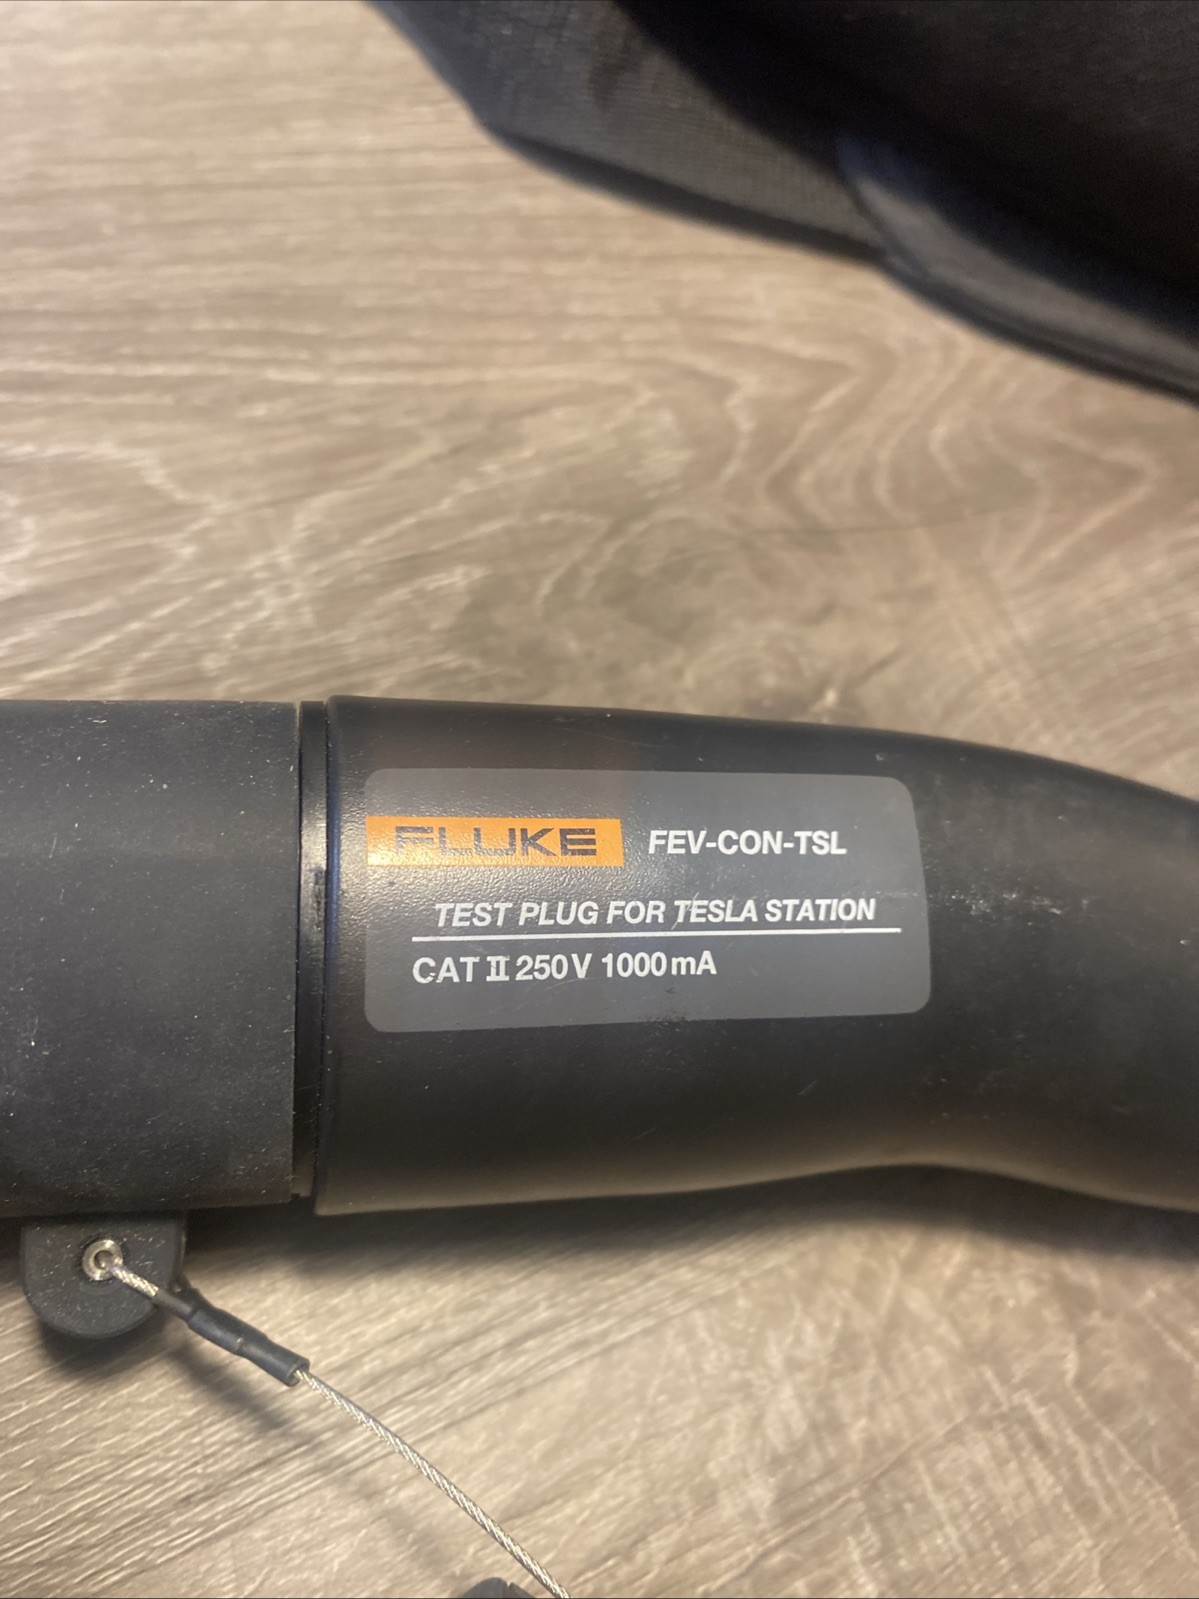 FLUKE FEV-CON-TSL
TEST PLUG FOR TESLA STATION
CAT II 250V 1000mA